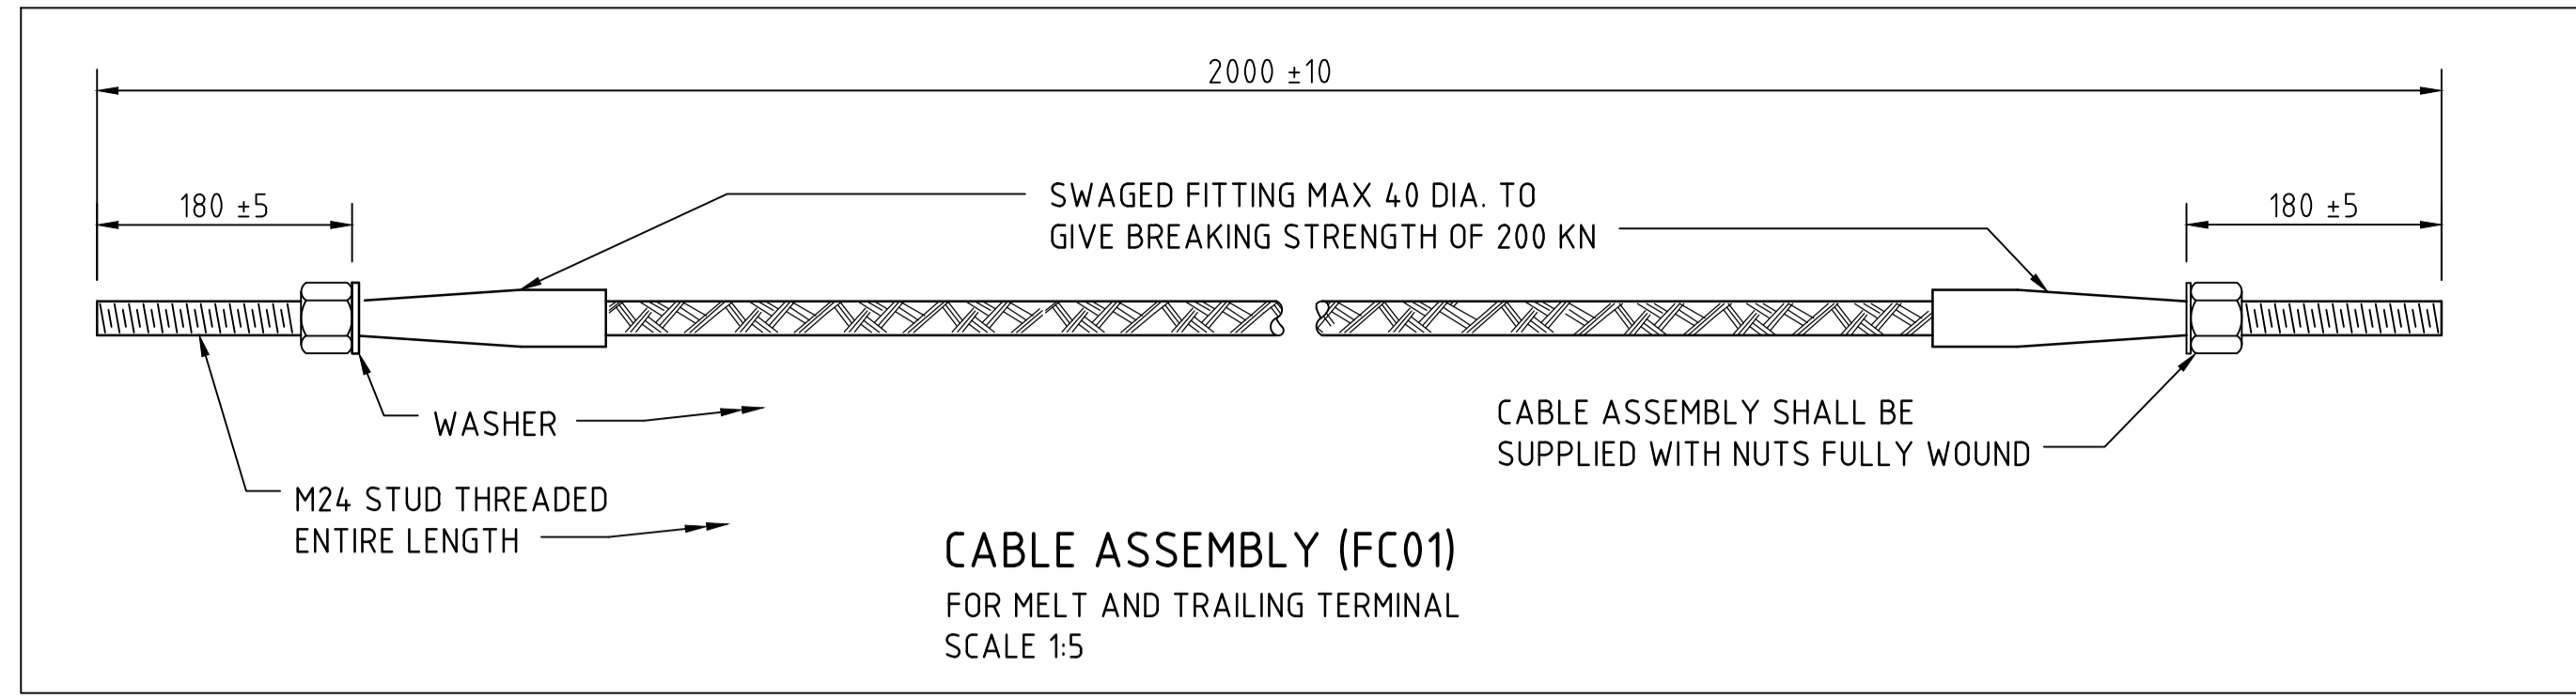 2000 ±10
180 ±5
180 ±5
SWAGED FITTING MAX 40 DIA. TO
GIVE BREAKING STRENGTH OF 200 KN
WASHER
CABLE ASSEMBLY SHALL BE
SUPPLIED WITH NUTS FULLY WOUND
M24 STUD THREADED
ENTIRE LENGTH
CABLE ASSEMBLY (FC01)
FOR MELT AND TRAILING TERMINAL
SCALE 1:5